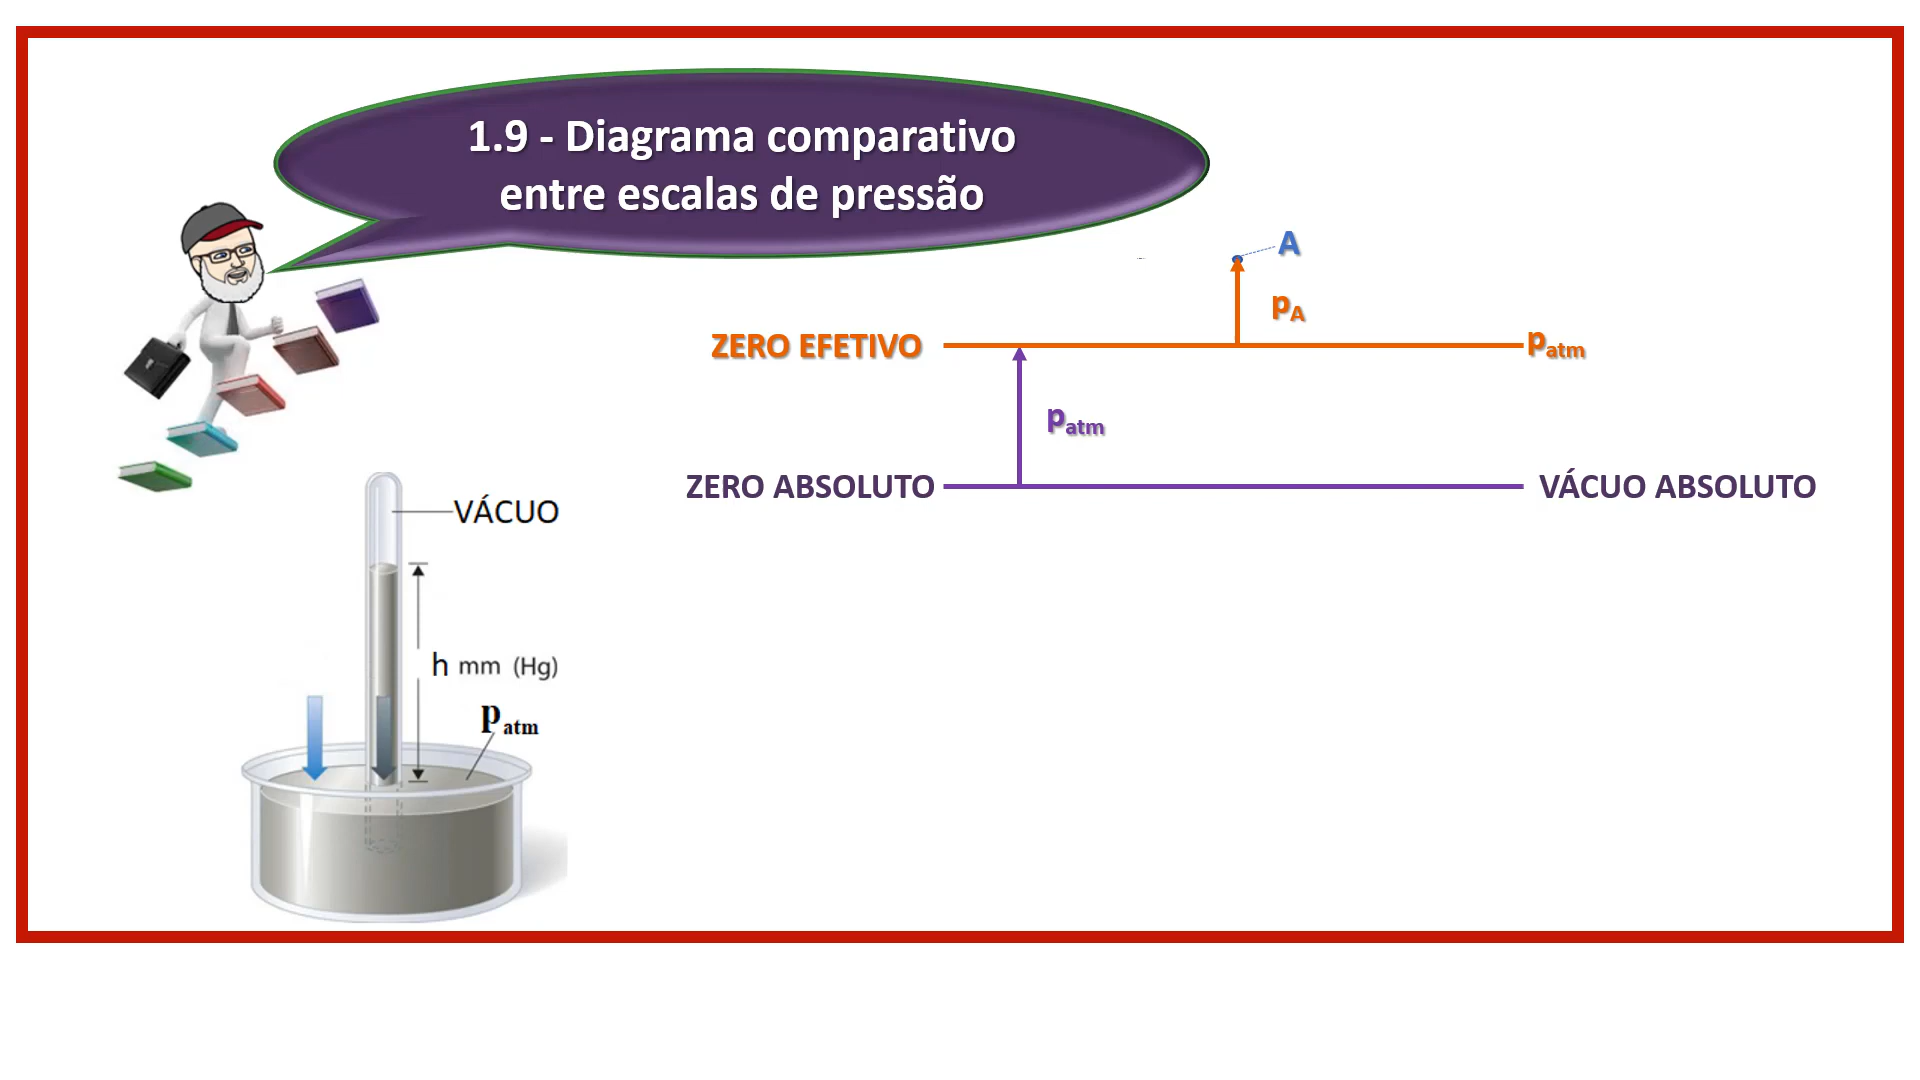 1.9 - Diagrama comparativo
entre escalas de pressão
A
pA
ZERO EFETIVO
patm
patm
ZERO ABSOLUTO
VÁCUO ABSOLUTO
VÁCUO
h mm (Hg)
patm